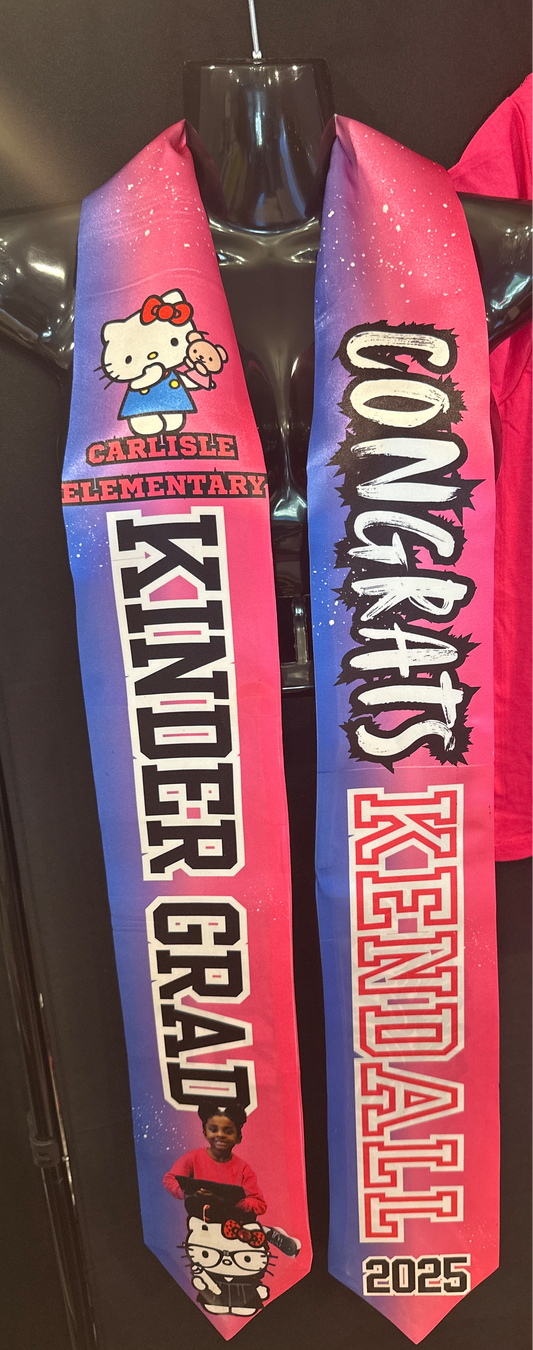 CARLISLE
ELEMENTARY
KINDER GRAD
CONGRATS
KENDALL
2025